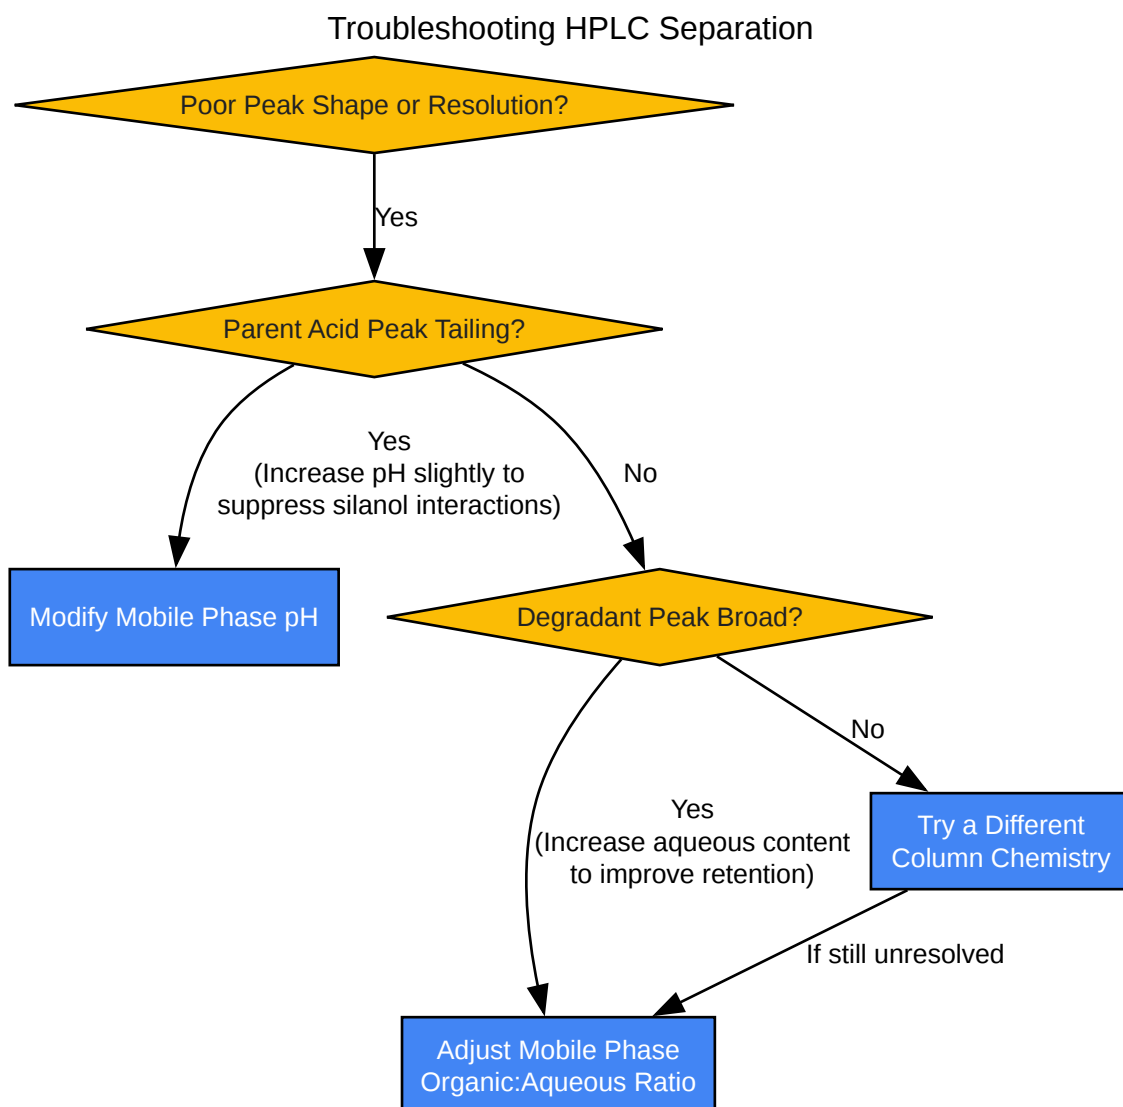 Troubleshooting HPLC Separation
Poor Peak Shape or Resolution?
Yes
Parent Acid Peak Tailing?
Yes
(Increase pH slightly to
suppress silanol interactions)
No
Modify Mobile Phase pH
Degradant Peak Broad?
No
Yes
(Increase aqueous content
to improve retention)
Try a Different
Column Chemistry
If still unresolved
Adjust Mobile Phase
Organic:Aqueous Ratio